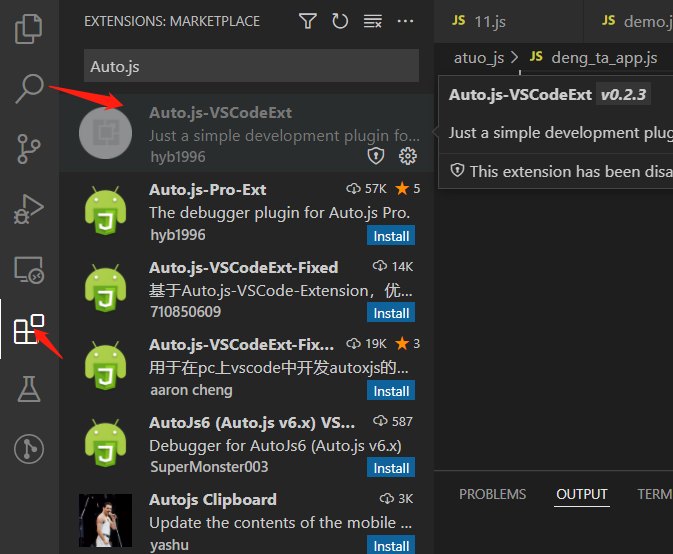 EXTENSIONS: MARKETPLACE
Auto.js
Auto.js-VSCodeExt
Just a simple development plugin fo...
hyb1996
Auto.js-Pro-Ext 57K 5
The debugger plugin for Auto.js Pro.
hyb1996 Install
Auto.js-VSCodeExt-Fixed 14K
基于Auto.js-VSCode-Extension，优...
710850609 Install
Auto.js-VSCodeExt-Fix... 19K 3
用于在pc上vscode中开发autoxjs的...
aaron cheng Install
AutoJs6 (Auto.js v6.x) VS... 587
Debugger for AutoJs6 (Auto.js v6.x)
SuperMonster003 Install
Autojs Clipboard 3K
Update the contents of the mobile ...
yashu Install
JS 11.js JS demo.j
atuo_js > JS deng_ta_app.js
Auto.js-VSCodeExt v0.2.3
Just a simple development plug
This extension has been disa
PROBLEMS OUTPUT TERM